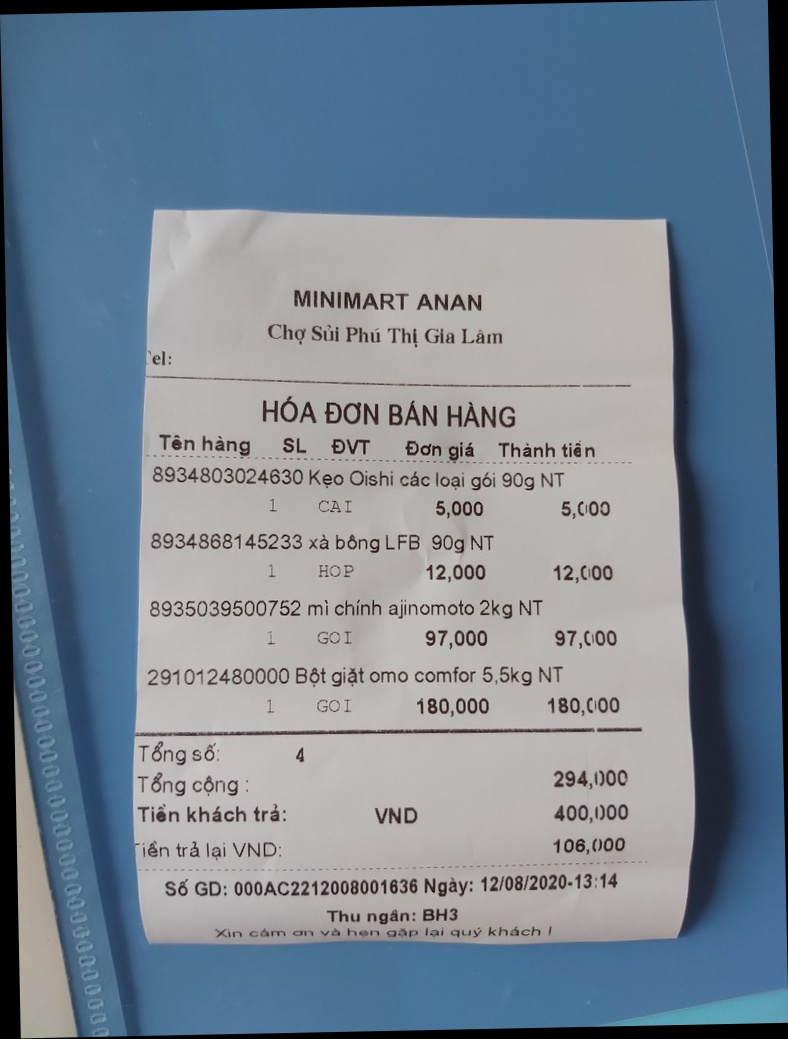 MINIMART ANAN
Chợ Sủi Phú Thị Gia Lâm
Tel:
HÓA ĐƠN BÁN HÀNG
Tên hàng SL ĐVT Đơn giá Thành tiền
8934803024630 Kẹo Oishi các loại gói 90g NT
1 CAI 5,000 5,000
8934868145233 xà bông LFB 90g NT
1 HOP 12,000 12,000
8935039500752 mì chính ajinomoto 2kg NT
1 GOI 97,000 97,000
291012480000 Bột giặt omo comfor 5,5kg NT
1 GOI 180,000 180,000
Tổng số: 4
Tổng cộng : 294,000
Tiền khách trả: VND 400,000
Tiền trả lại VND: 106,000
Số GD: 000AC2212008001636 Ngày: 12/08/2020-13:14
Thu ngân: BH3
Xin cảm ơn và hẹn gặp lại quý khách !